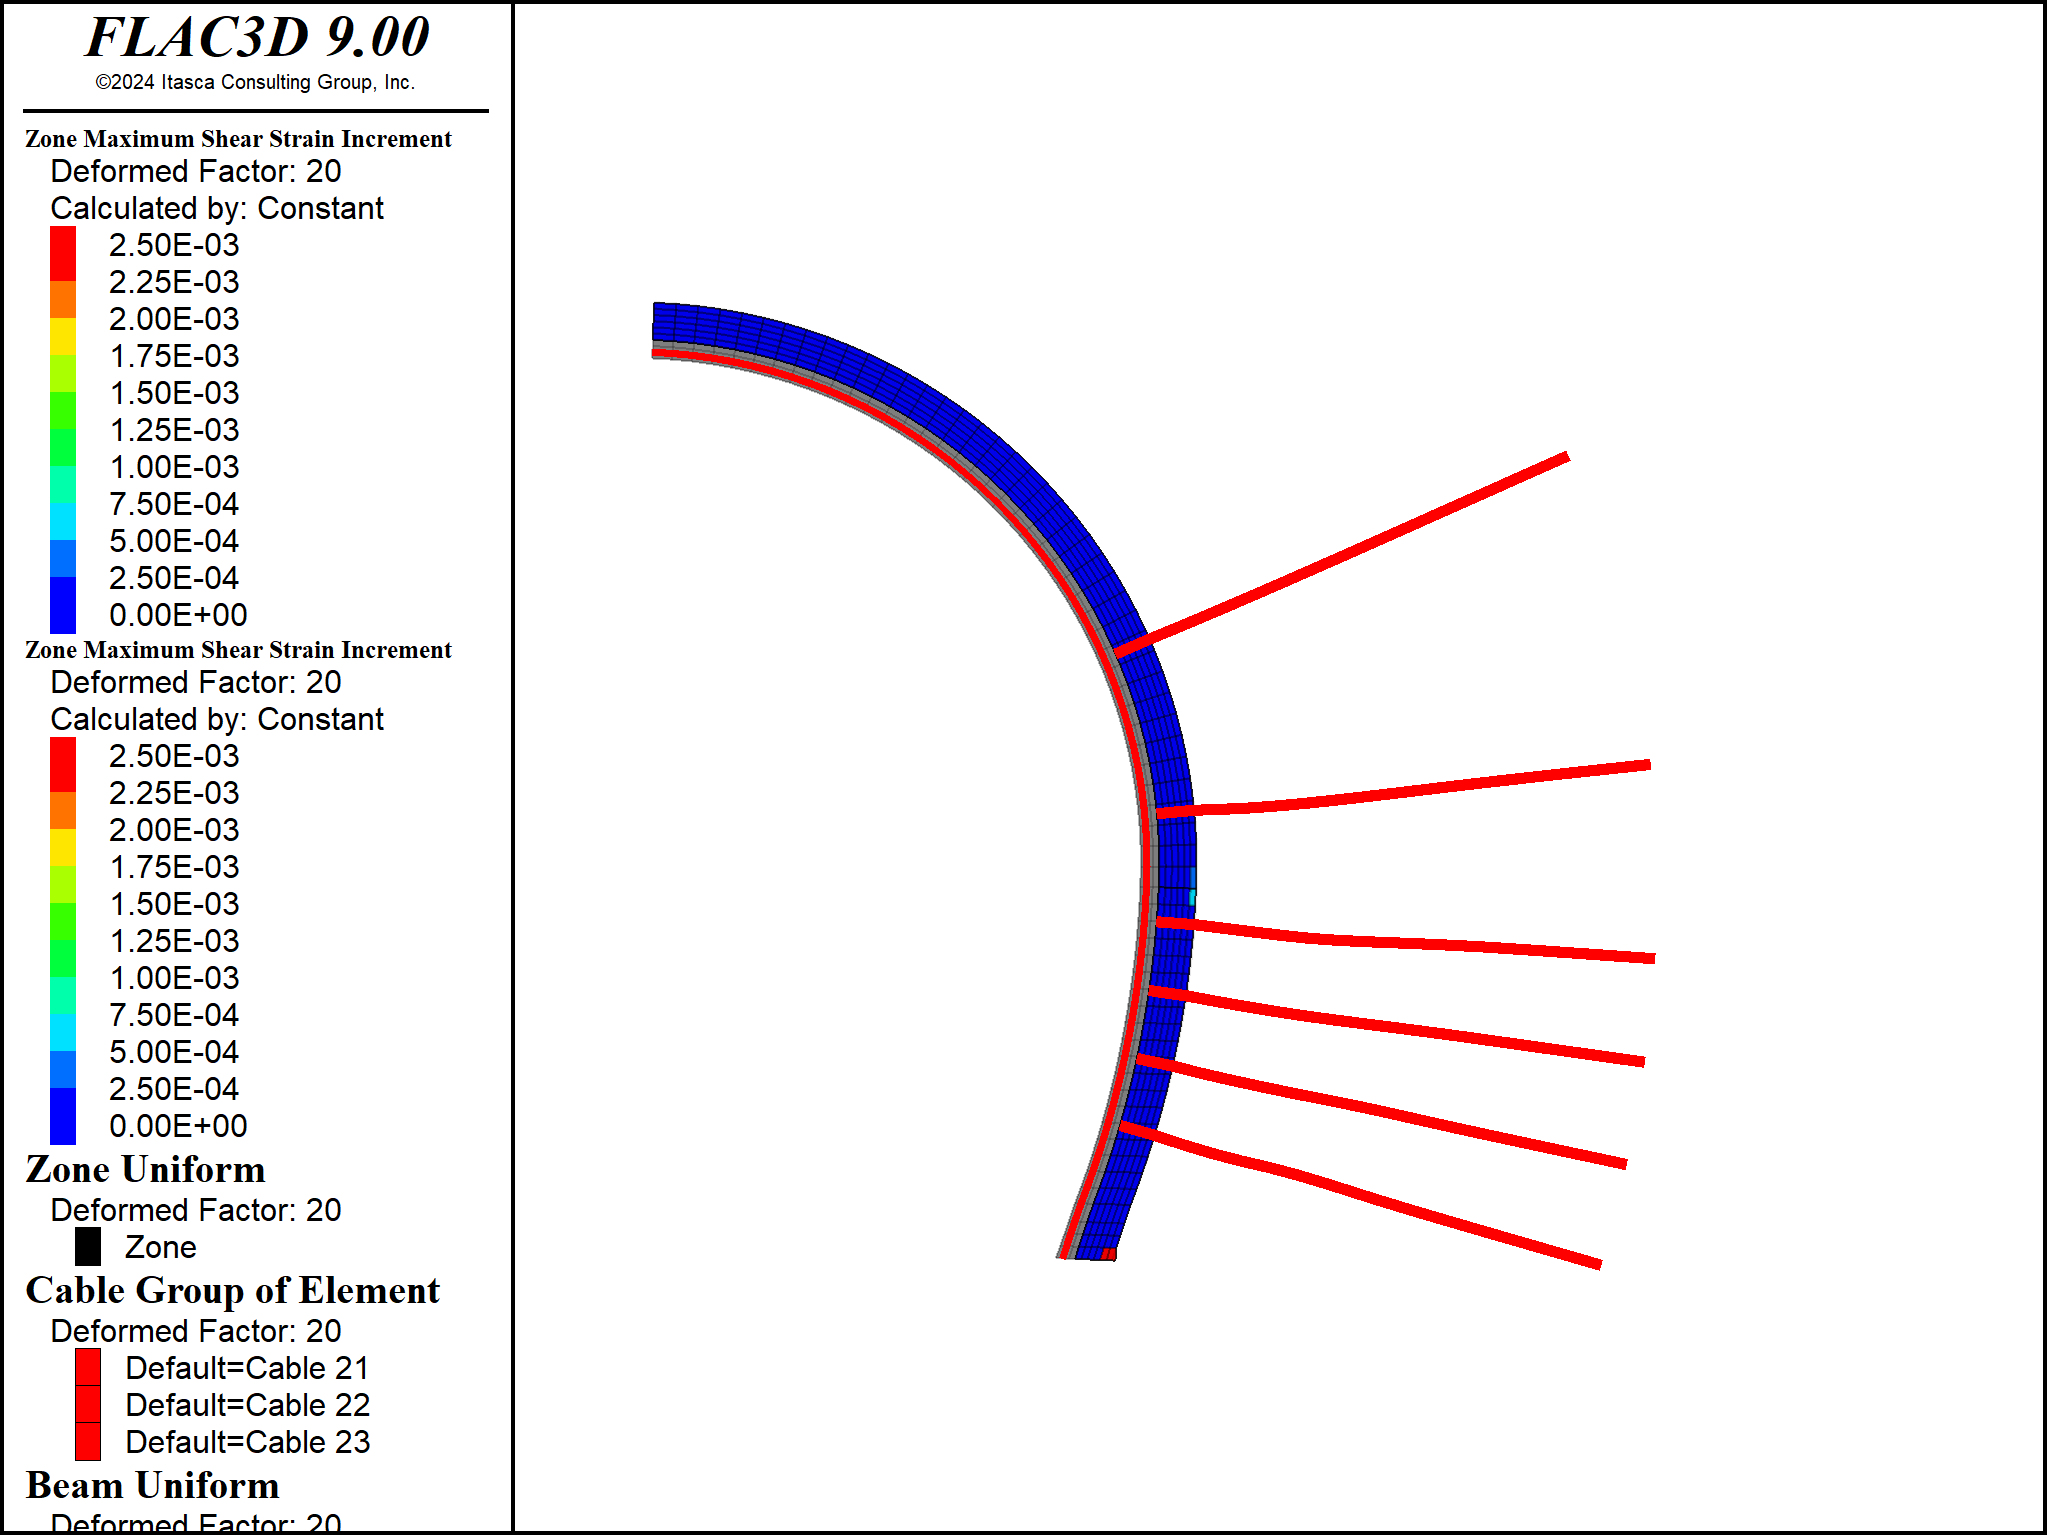 FLAC3D 9.00
©2024 Itasca Consulting Group, Inc.
Zone Maximum Shear Strain Increment
Deformed Factor: 20
Calculated by: Constant
2.50E-03
2.25E-03
2.00E-03
1.75E-03
1.50E-03
1.25E-03
1.00E-03
7.50E-04
5.00E-04
2.50E-04
0.00E+00
Zone Maximum Shear Strain Increment
Deformed Factor: 20
Calculated by: Constant
2.50E-03
2.25E-03
2.00E-03
1.75E-03
1.50E-03
1.25E-03
1.00E-03
7.50E-04
5.00E-04
2.50E-04
0.00E+00
Zone Uniform
Deformed Factor: 20
Zone
Cable Group of Element
Deformed Factor: 20
Default=Cable 21
Default=Cable 22
Default=Cable 23
Beam Uniform
Deformed Factor: 20